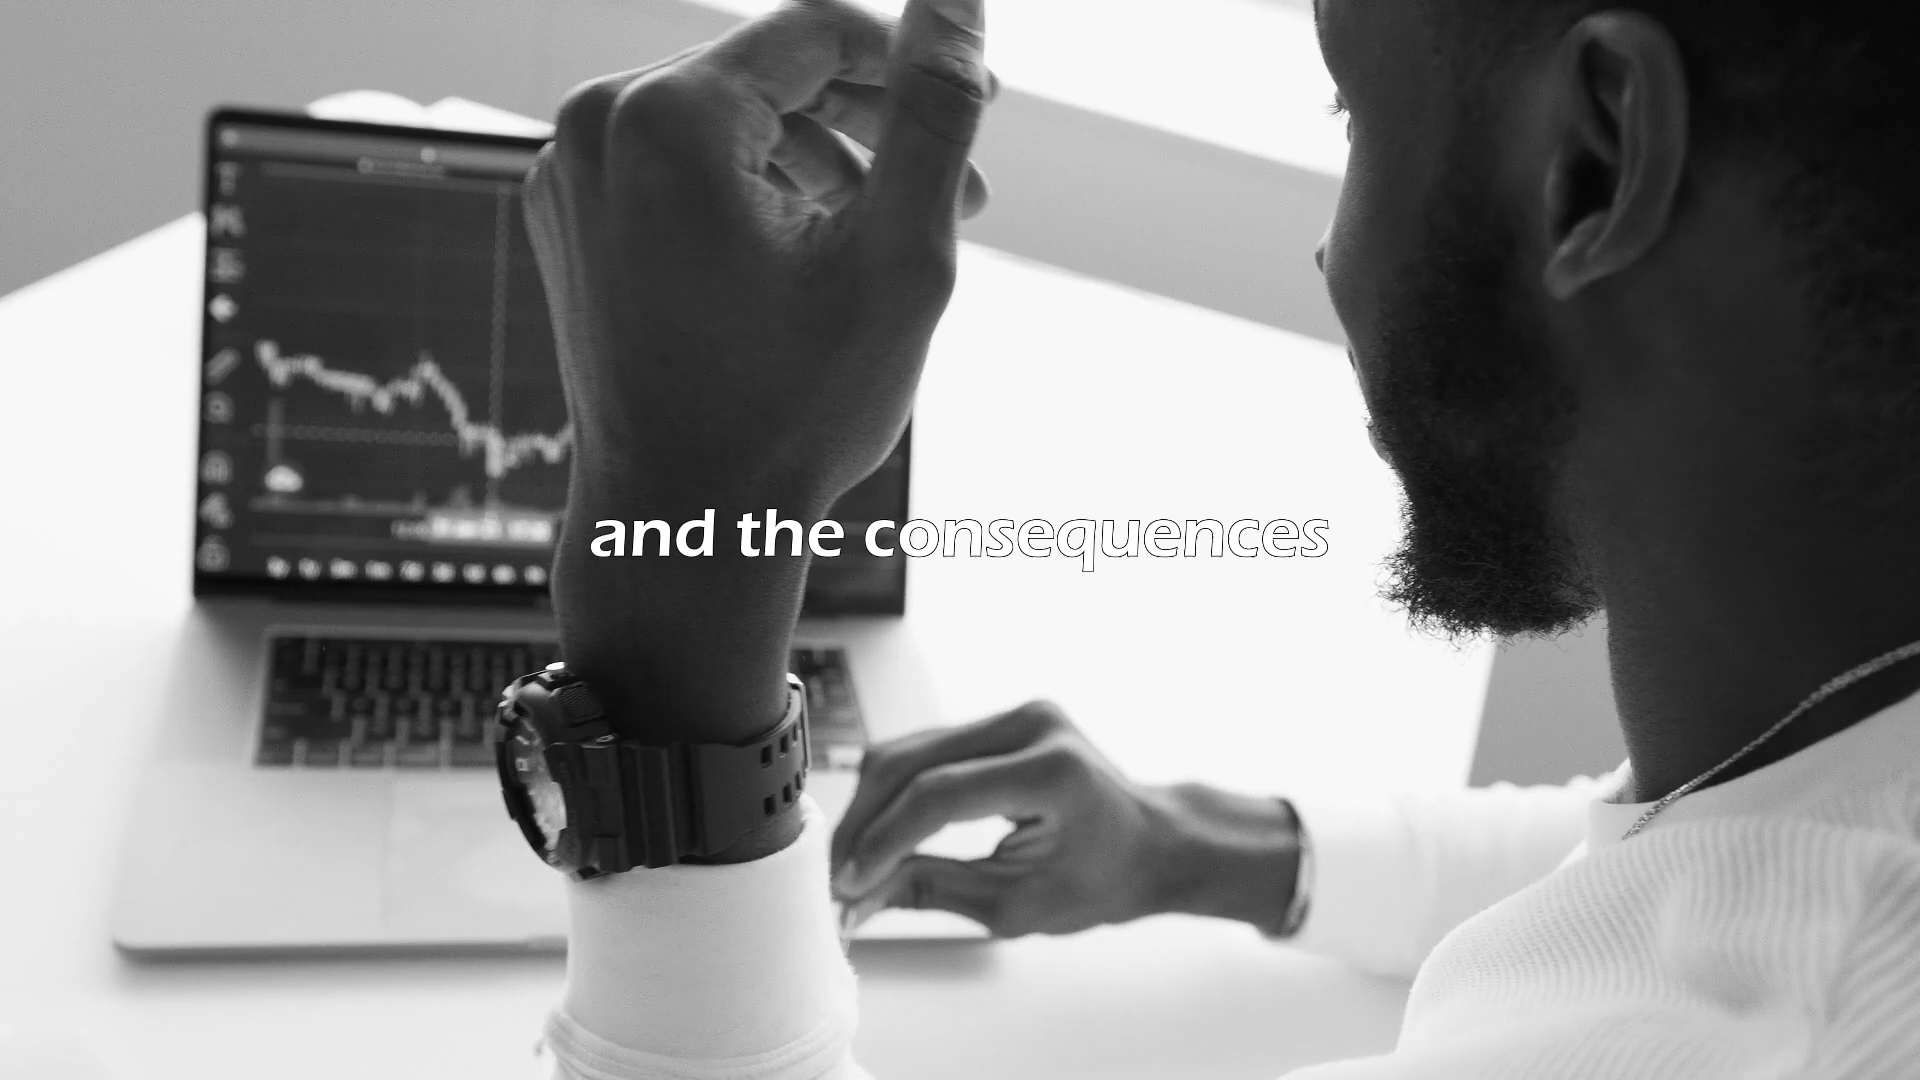 and the consequences